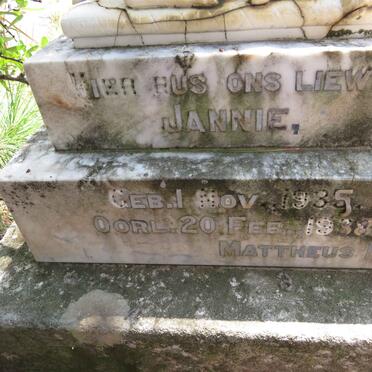 HIER RUS ONS LIEW
JANNIE,
GEB. 1 NOV. 1935.
OORL. 20 FEB. 1938
MATTHEUS